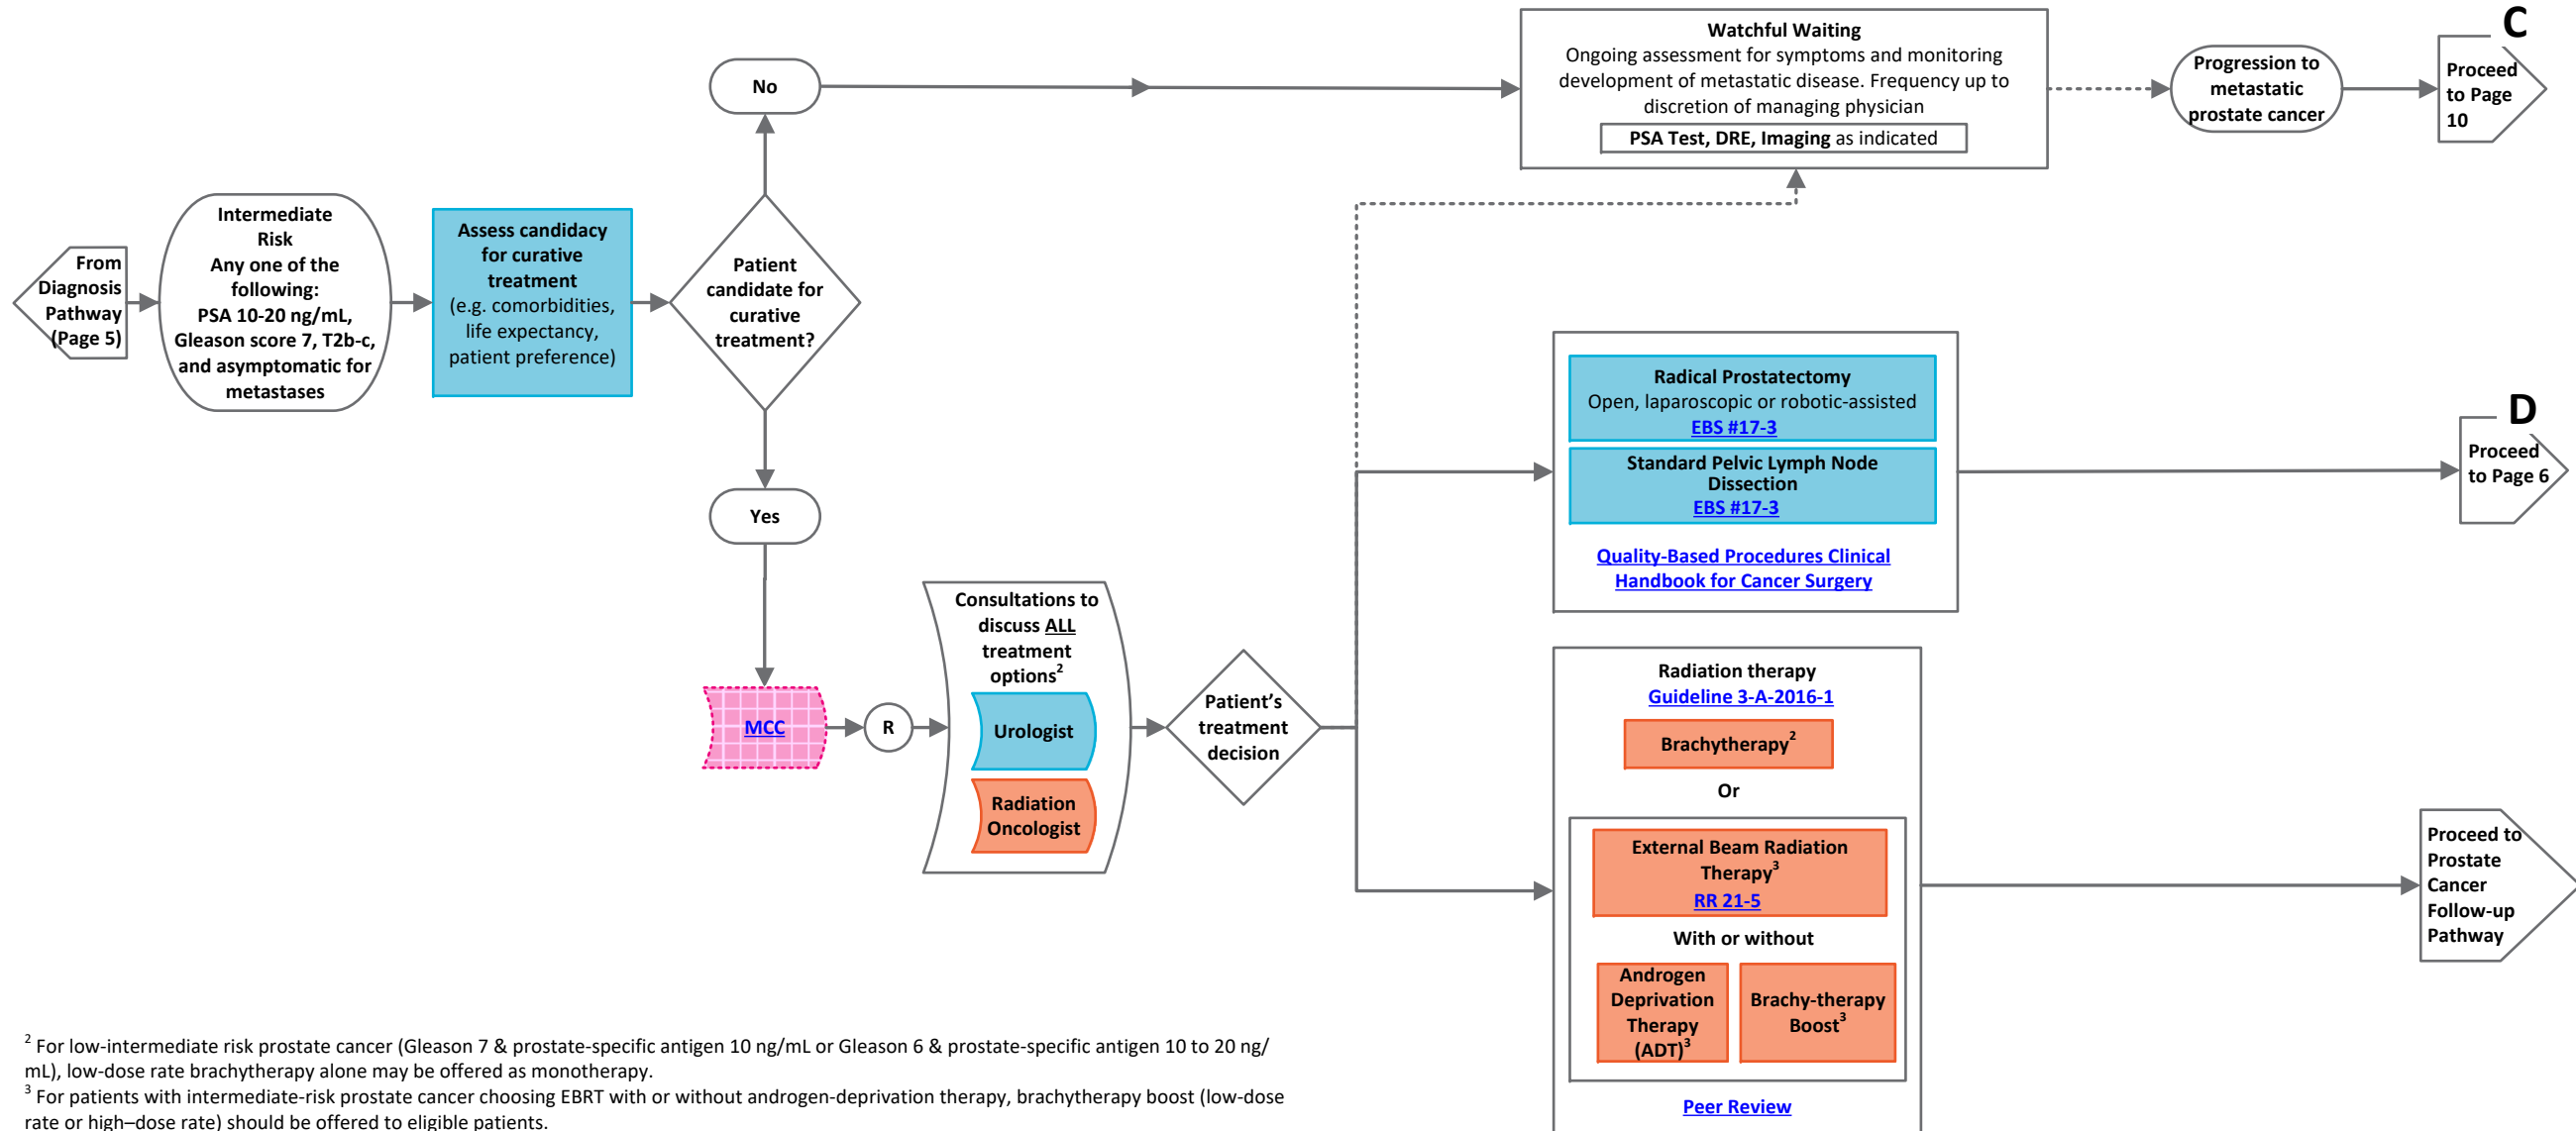 C
No
Watchful Waiting
Ongoing assessment for symptoms and monitoring
development of metastatic disease. Frequency up to
discretion of managing physician
PSA Test, DRE, Imaging as indicated
Progression to
metastatic
prostate cancer
Proceed
to Page
10
From
Diagnosis
Pathway
(Page 5)
Intermediate
Risk
Any one of the
following:
PSA 10-20 ng/mL,
Gleason score 7, T2b-c,
and asymptomatic for
metastases
Assess candidacy
for curative
treatment
(e.g. comorbidities,
life expectancy,
patient preference)
Patient
candidate for
curative
treatment?
Yes
MCC
R
Consultations to
discuss ALL
treatment
options²
Urologist
Radiation
Oncologist
Patient’s
treatment
decision
Radical Prostatectomy
Open, laparoscopic or robotic-assisted
EBS #17-3
Standard Pelvic Lymph Node
Dissection
EBS #17-3
Quality-Based Procedures Clinical
Handbook for Cancer Surgery
D
Proceed
to Page 6
Radiation therapy
Guideline 3-A-2016-1
Brachytherapy²
Or
External Beam Radiation
Therapy³
RR 21-5
With or without
Androgen
Deprivation
Therapy
(ADT)³
Brachy-therapy
Boost³
Peer Review
Proceed to
Prostate
Cancer
Follow-up
Pathway
² For low-intermediate risk prostate cancer (Gleason 7 & prostate-specific antigen 10 ng/mL or Gleason 6 & prostate-specific antigen 10 to 20 ng/
mL), low-dose rate brachytherapy alone may be offered as monotherapy.
³ For patients with intermediate-risk prostate cancer choosing EBRT with or without androgen-deprivation therapy, brachytherapy boost (low-dose
rate or high–dose rate) should be offered to eligible patients.